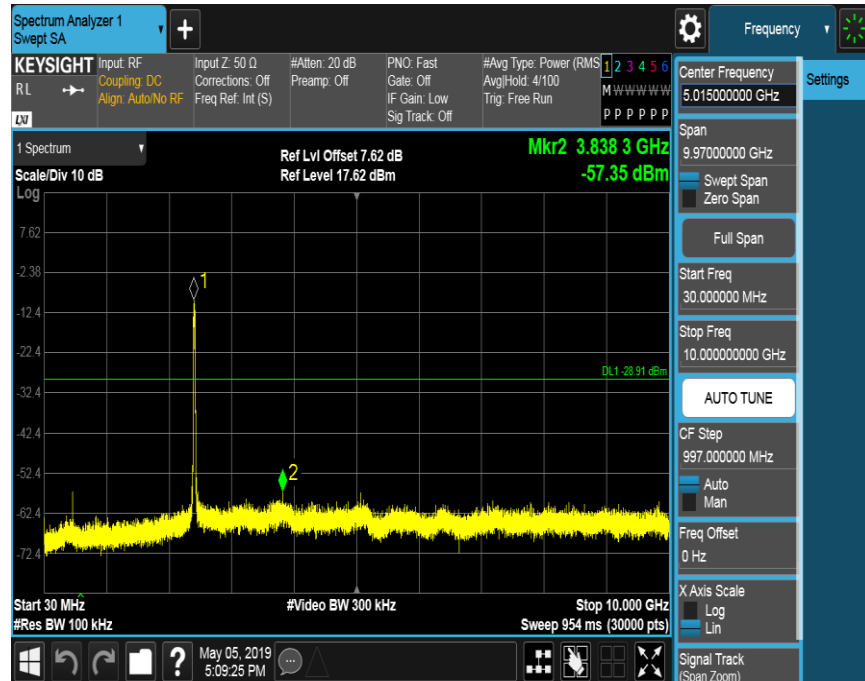 Spectrum Analyzer 1
Swept SA
Frequency
KEYSIGHT
RL
LXI
Input: RF
Coupling: DC
Align: Auto/No RF
Input Z: 50 Ω
Corrections: Off
Freq Ref: Int (S)
#Atten: 20 dB
Preamp: Off
PNO: Fast
Gate: Off
IF Gain: Low
Sig Track: Off
#Avg Type: Power (RMS
Avg|Hold: 4/100
Trig: Free Run
1 2 3 4 5 6
M W W W W W
P P P P P P
Center Frequency
5.015000000 GHz
Settings
Span
9.97000000 GHz
Swept Span
Zero Span
Full Span
Start Freq
30.000000 MHz
Stop Freq
10.000000000 GHz
AUTO TUNE
CF Step
997.000000 MHz
Auto
Man
Freq Offset
0 Hz
X Axis Scale
Log
Lin
Signal Track
(Span Zoom)
1 Spectrum
Scale/Div 10 dB
Log
Ref Lvl Offset 7.62 dB
Ref Level 17.62 dBm
Mkr2 3.838 3 GHz
-57.35 dBm
7.62
-2.38
-12.4
-22.4
-32.4
-42.4
-52.4
-62.4
-72.4
1
DL1 -28.91 dBm
2
Start 30 MHz
#Res BW 100 kHz
#Video BW 300 kHz
Stop 10.000 GHz
Sweep 954 ms (30000 pts)
?
May 05, 2019
5:09:25 PM